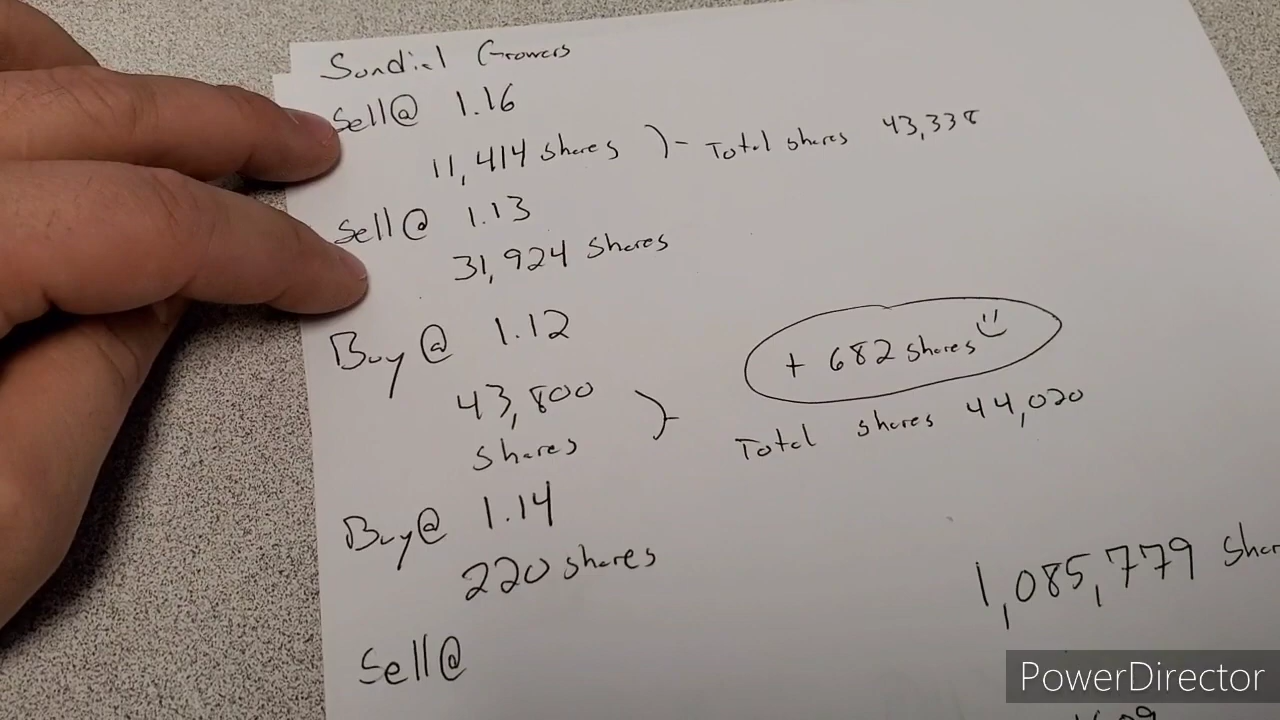 Sundial Growers
Sell@ 1.16
11,414 shares )- Total shares 43,338
Sell@ 1.13
31,924 shares
Buy@ 1.12
43,800
shares
+ 682 shares
Total shares 44,020
Buy@ 1.14
220 shares
1,085,779 Shar
Sell@
PowerDirector